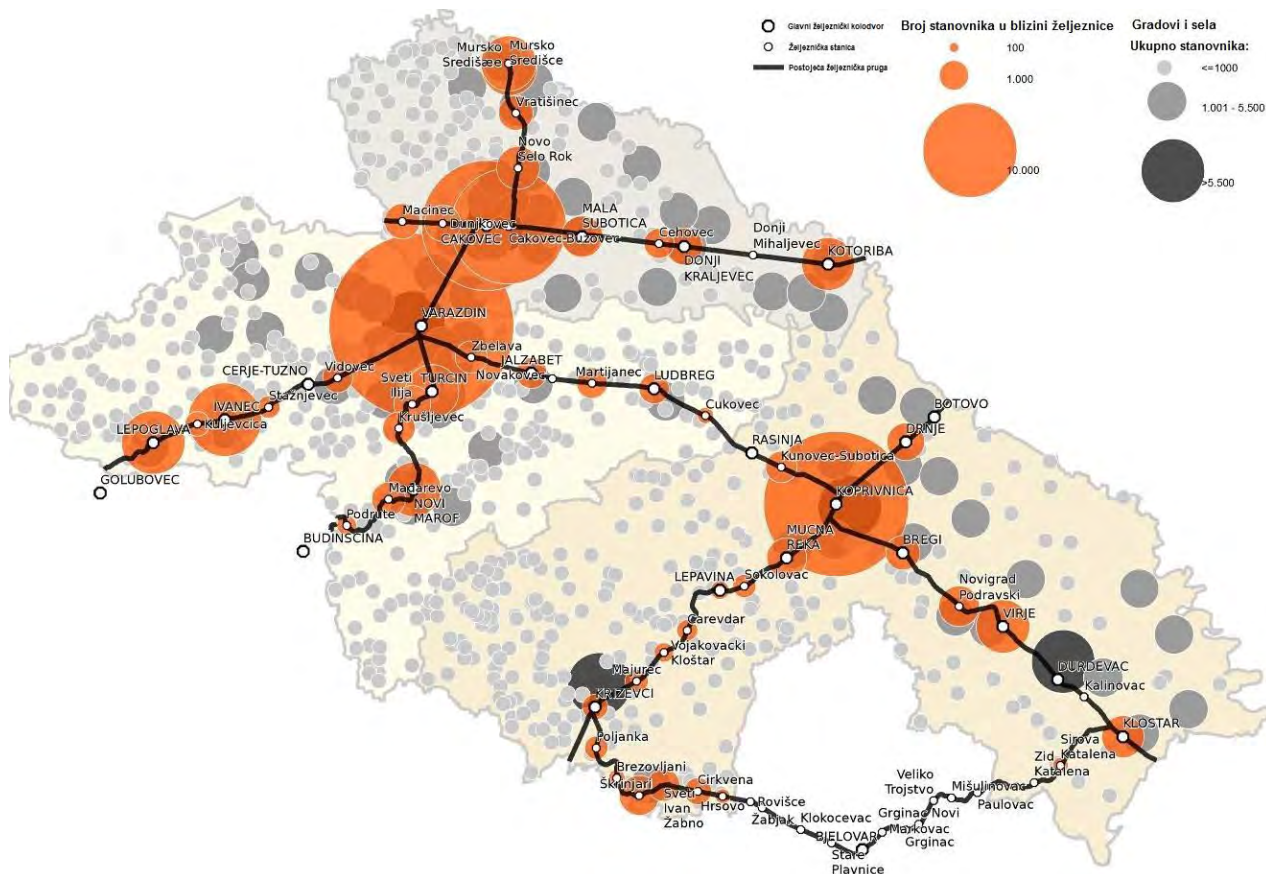 Glavni željeznički kolodvor
Željeznička stanica
Postojeća željeznička pruga
Broj stanovnika u blizini željeznice
100
1.000
10.000
Gradovi i sela
Ukupno stanovnika:
<=1000
1.001 - 5.500
>5.500
Mursko
Središæe
Mursko
Središce
Vratišinec
Novo
Selo Rok
Macinec
Dunjkovec
CAKOVEC
Cakovec-Buzovec
MALA
SUBOTICA
Cehovec
DONJI
KRALJEVEC
Donji
Mihaljevec
KOTORIBA
VARAZDIN
Zbelava
JALZABET
Novakovec
Martijanec
LUDBREG
CERJE-TUZNO
Vidovec
Sveti
Ilija
TURCIN
Krušljevec
IVANEC
Stažnjevec
Kuljevcica
LEPOGLAVA
GOLUBOVEC
Cukovec
BOTOVO
DRNJE
RASINJA
Kunovec-Subotica
KOPRIVNICA
Mađarevo
NOVI
MAROF
Podrute
BUDINSCINA
MUCNA
REKA
BREGI
LEPAVINA
Sokolovac
Novigrad
Podravski
VIRJE
Carevdar
Vojakovacki
Kloštar
Majurec
KRIZEVCI
ĐURĐEVAC
Kalinovac
KLOSTAR
Poljanka
Sirova
Katalena
Zid
Katalena
Brezovljani
Škrinjari
Sveti
Ivan
Žabno
Cirkvena
Hrsovo
Rovišce
Žabjak
Klokocevac
BJELOVAR
Stare
Plavnice
Veliko
Trojstvo
Mišulinovac
Paulovac
Grginac Novi
Markovac
Grginac